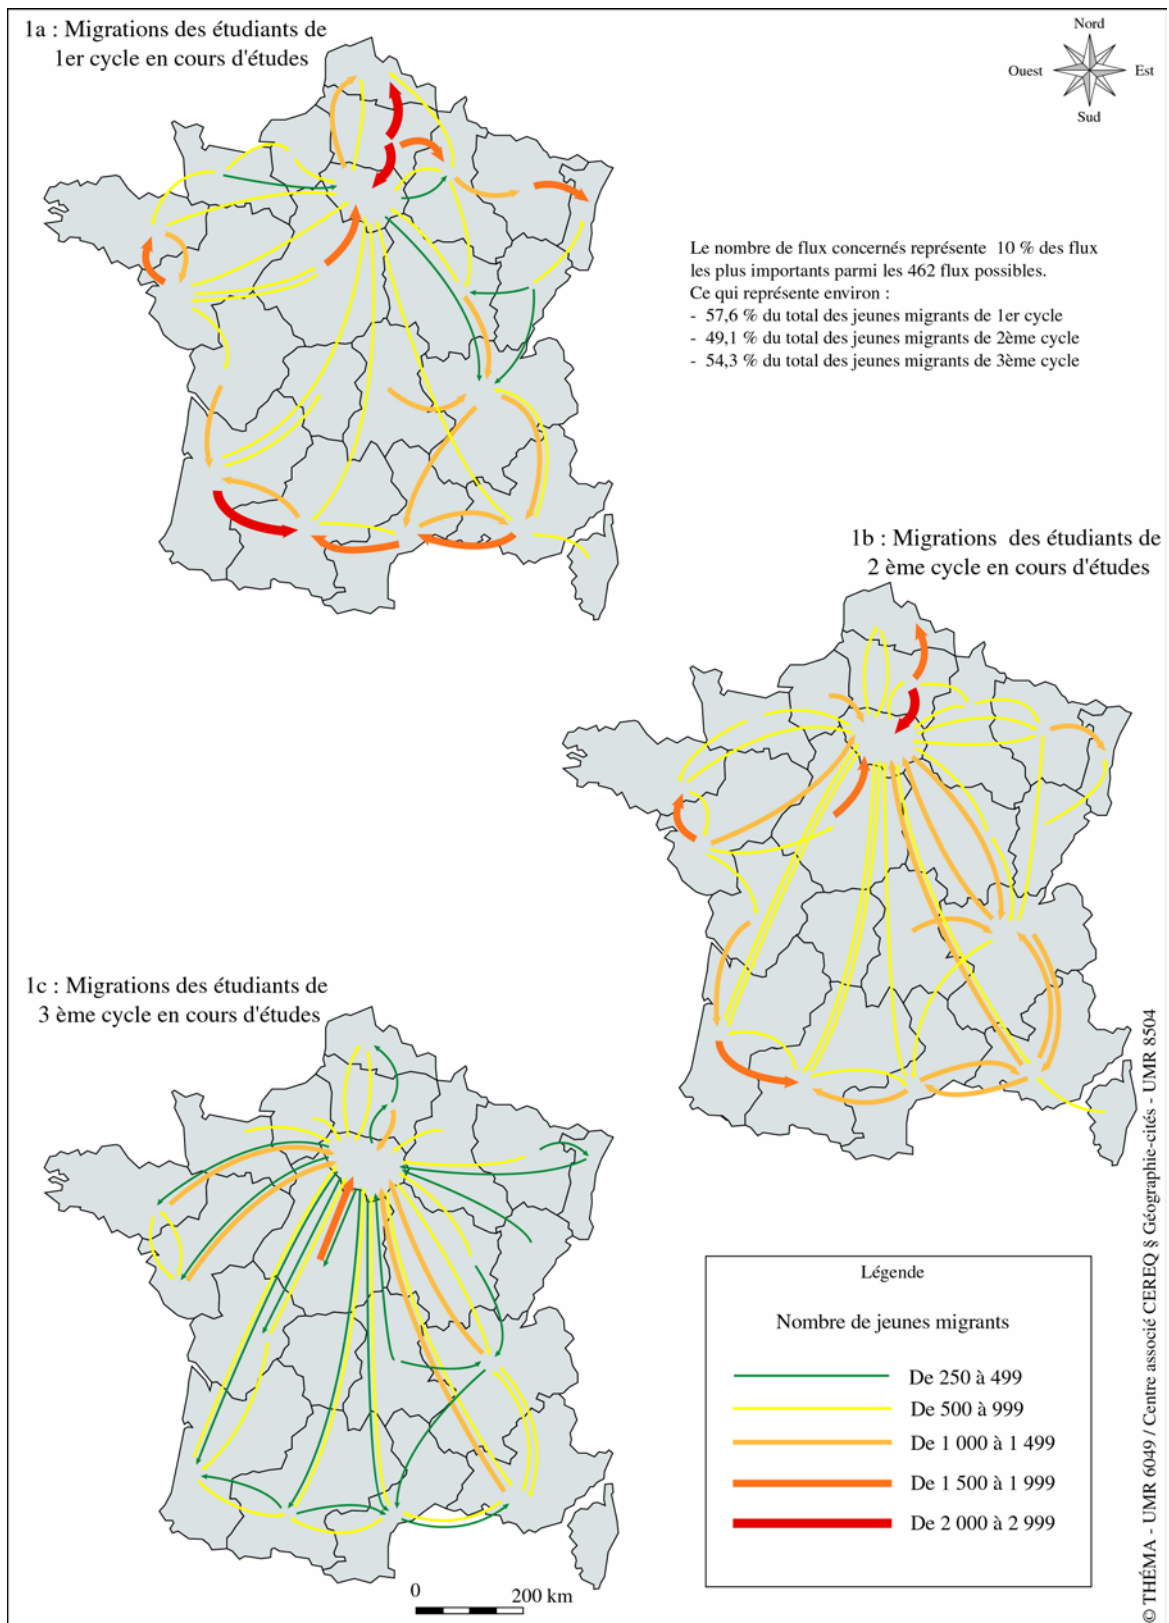 1a : Migrations des étudiants de
1er cycle en cours d'études
Nord
Ouest
Est
Sud
Le nombre de flux concernés représente 10 % des flux
les plus importants parmi les 462 flux possibles.
Ce qui représente environ :
- 57,6 % du total des jeunes migrants de 1er cycle
- 49,1 % du total des jeunes migrants de 2ème cycle
- 54,3 % du total des jeunes migrants de 3ème cycle
1b : Migrations des étudiants de
2 ème cycle en cours d'études
1c : Migrations des étudiants de
3 ème cycle en cours d'études
Légende
Nombre de jeunes migrants
De 250 à 499
De 500 à 999
De 1 000 à 1 499
De 1 500 à 1 999
De 2 000 à 2 999
0
200 km
© THÉMA - UMR 6049 / Centre associé CEREQ § Géographie-cités - UMR 8504